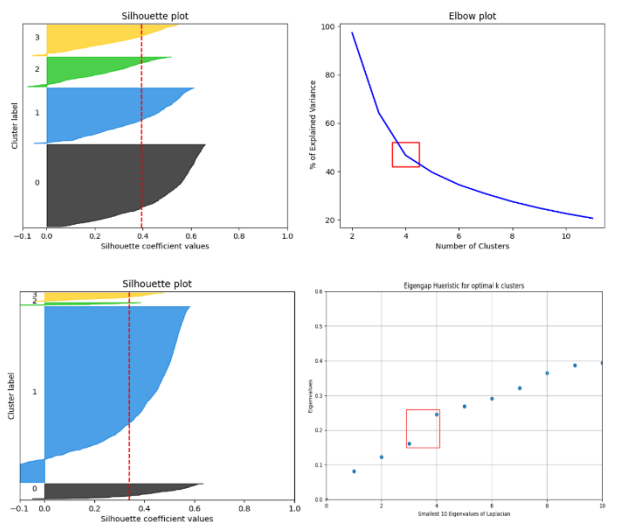 Silhouette plot
Cluster label
3
2
1
0
−0.1 0.0 0.2 0.4 0.6 0.8 1.0
Silhouette coefficient values
Elbow plot
% of Explained Variance
100
80
60
40
20
2 4 6 8 10
Number of Clusters
Silhouette plot
Cluster label
3
2
1
0
−0.1 0.0 0.2 0.4 0.6 0.8 1.0
Silhouette coefficient values
Eigengap Hueristic for optimal k clusters
Eigenvalues
0.6
0.5
0.4
0.3
0.2
0.1
0.0
0 2 4 6 8 10
Smallest 10 Eigenvalues of Laplacian